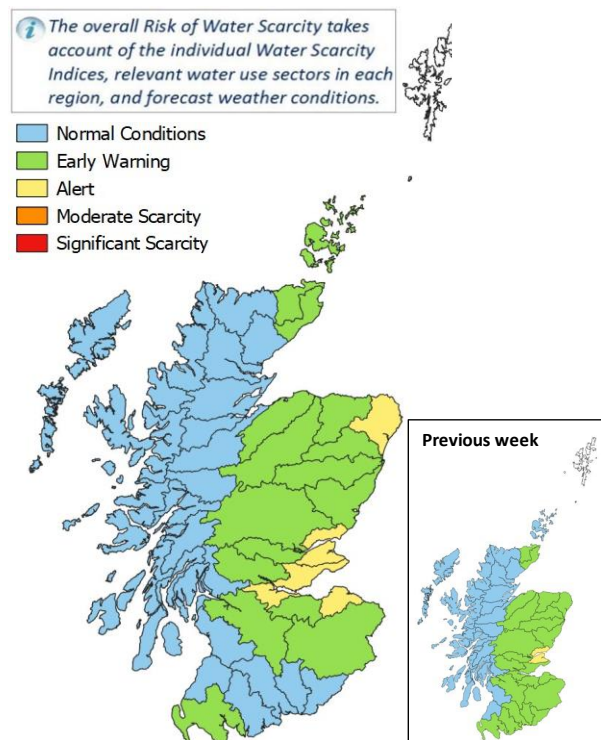 The overall Risk of Water Scarcity takes
account of the individual Water Scarcity
Indices, relevant water use sectors in each
region, and forecast weather conditions.
Normal Conditions
Early Warning
Alert
Moderate Scarcity
Significant Scarcity
Previous week